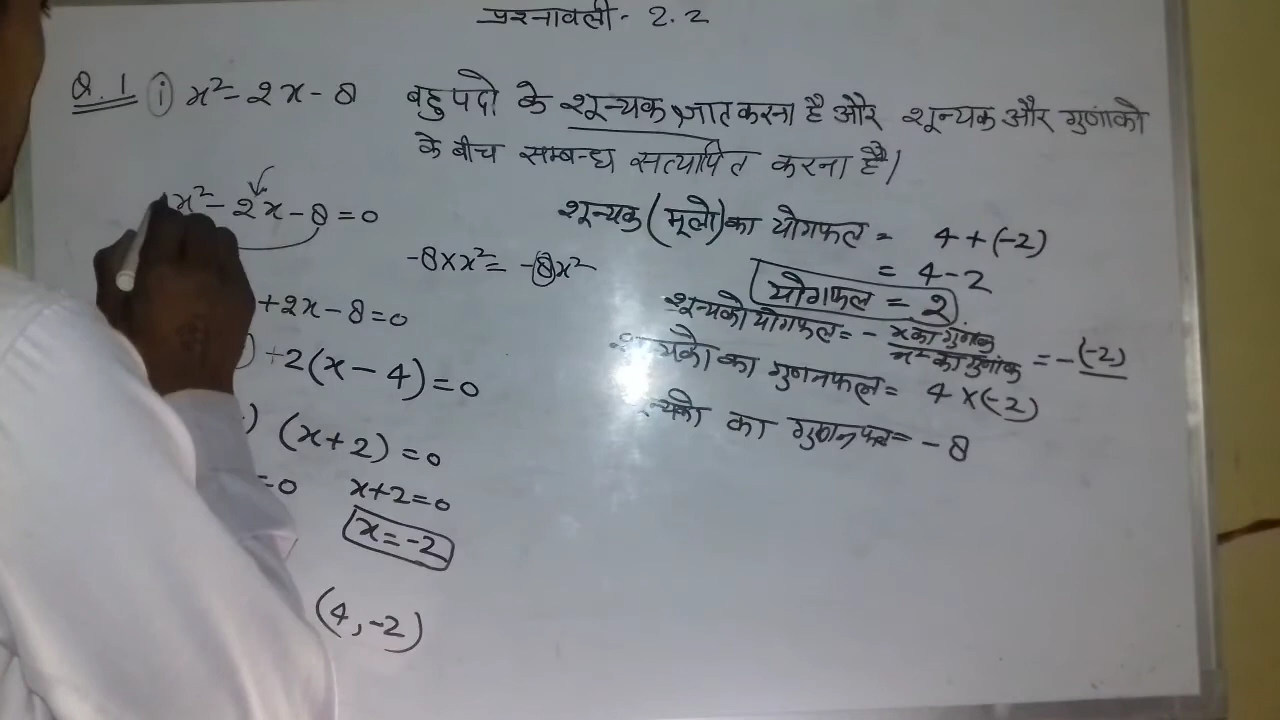 प्रश्नावली - 2.2
Q.1 (i) x² - 2x - 8 बहुपदो के शून्यक ज्ञात करना है और शून्यक और गुणांको
के बीच सम्बन्ध सत्यापित करना है।
x² - 2x - 8 = 0
-8 × x² = -8x²
+ 2x - 8 = 0
) + 2(x - 4) = 0
) (x + 2) = 0
= 0 x + 2 = 0
x = -2
(4, -2)
शून्यक (मूलो) का योगफल = 4 + (-2)
= 4 - 2
योगफल = 2
शून्यको योगफल = - x का गुणांक / x² का गुणांक = - (-2)
का गुणनफल = 4 × (-2)
का गुणनफल = - 8